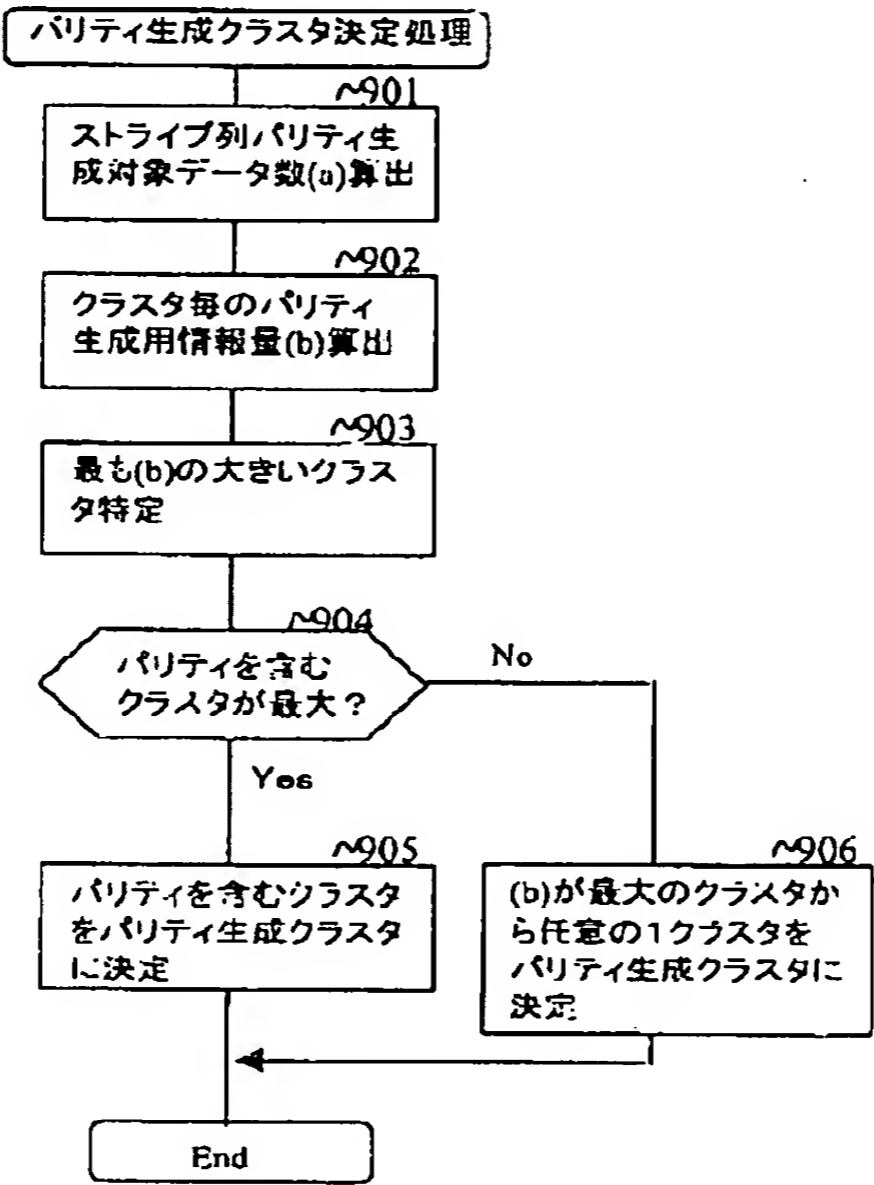 パリティ生成クラスタ決定処理
~901
ストライプ列パリティ生
成対象データ数(a)算出
~902
クラスタ毎のパリティ
生成用情報量(b)算出
~903
最も(b)の大きいクラス
タ特定
~904
パリティを含む
クラスタが最大？
No
Yes
~905
パリティを含むクラスタ
をパリティ生成クラスタ
に決定
~906
(b)が最大のクラスタか
ら任意の1クラスタを
パリティ生成クラスタに
決定
End